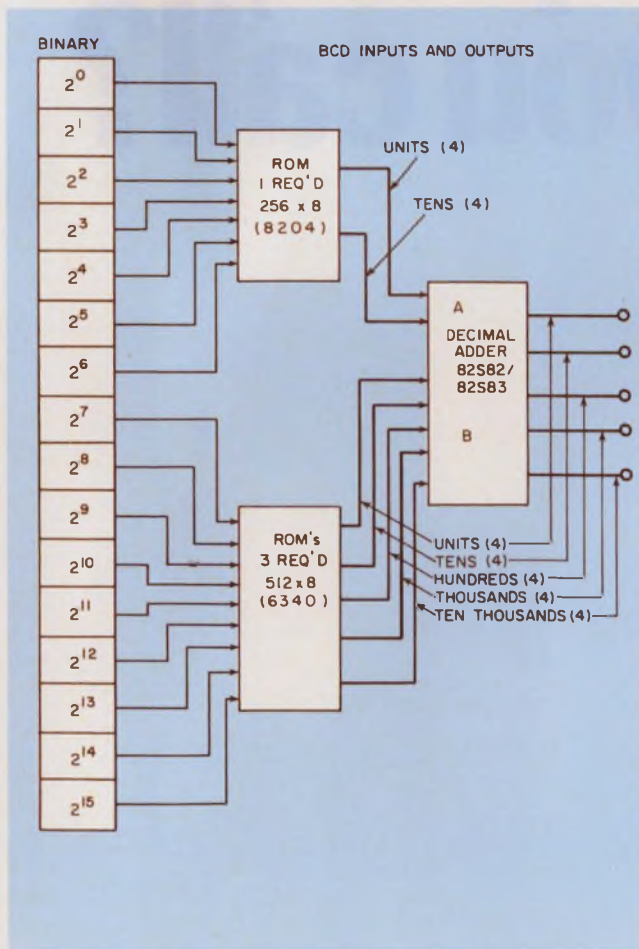 BINARY
BCD INPUTS AND OUTPUTS
2⁰
2¹
2²
2³
2⁴
2⁵
2⁶
2⁷
2⁸
2⁹
2¹⁰
2¹¹
2¹²
2¹³
2¹⁴
2¹⁵
ROM
1 REQ'D
256 x 8
(8204)
UNITS (4)
TENS (4)
A
DECIMAL
ADDER
82S82/
82S83
B
ROM's
3 REQ'D
512 x 8
(6340)
UNITS (4)
TENS (4)
HUNDREDS (4)
THOUSANDS (4)
TEN THOUSANDS (4)